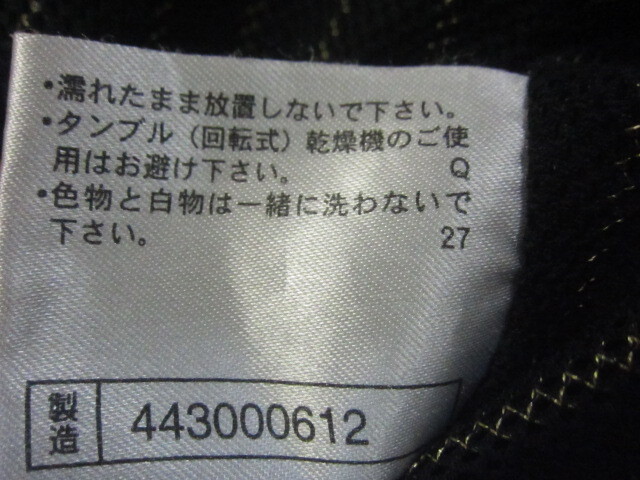 ・濡れたまま放置しないで下さい。
・タンブル（回転式）乾燥機のご使
用はお避け下さい。 Q
・色物と白物は一緒に洗わないで
下さい。 27
製造 443000612